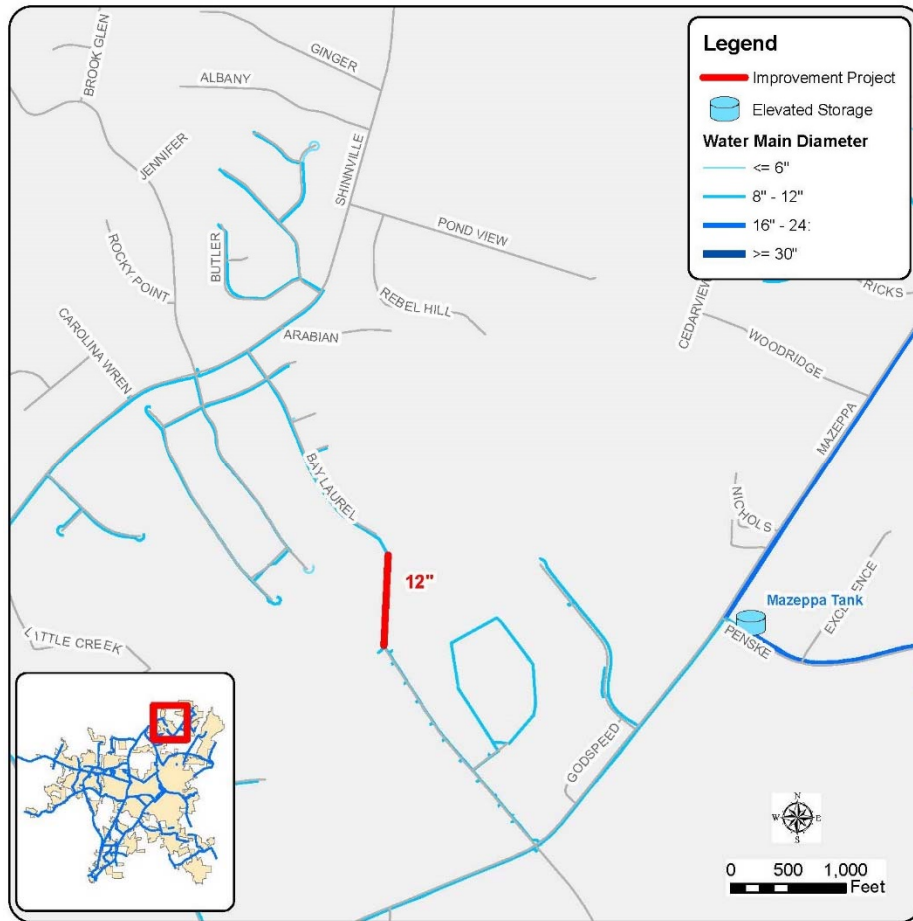 BROOK GLEN
GINGER
ALBANY
JENNIFER
SHINNVILLE
POND VIEW
ROCKY POINT
BUTLER
REBEL HILL
ARABIAN
CAROLINA WREN
BAY LAUREL
12"
LITTLE CREEK
Legend
Improvement Project
Elevated Storage
Water Main Diameter
<= 6"
8" - 12"
16" - 24:
>= 30"
RICKS
CEDARVIEW
WOODRIDGE
MAZEPPA
NICHOLS
EXCELLENCE
Mazeppa Tank
PENSKE
GODSPEED
N
W
E
S
0 500 1,000
Feet